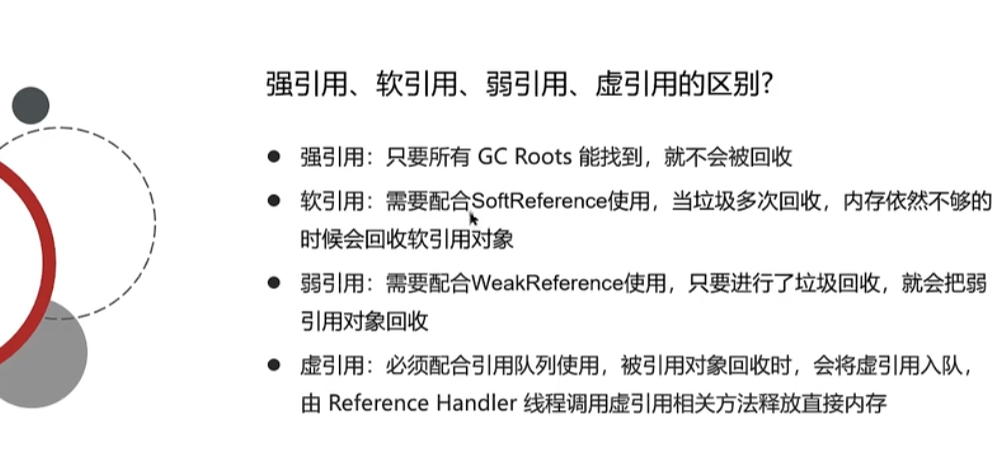 强引用、软引用、弱引用、虚引用的区别?
● 强引用：只要所有 GC Roots 能找到，就不会被回收
● 软引用：需要配合SoftReference使用，当垃圾多次回收，内存依然不够的
时候会回收软引用对象
● 弱引用：需要配合WeakReference使用，只要进行了垃圾回收，就会把弱
引用对象回收
● 虚引用：必须配合引用队列使用，被引用对象回收时，会将虚引用入队，
由 Reference Handler 线程调用虚引用相关方法释放直接内存